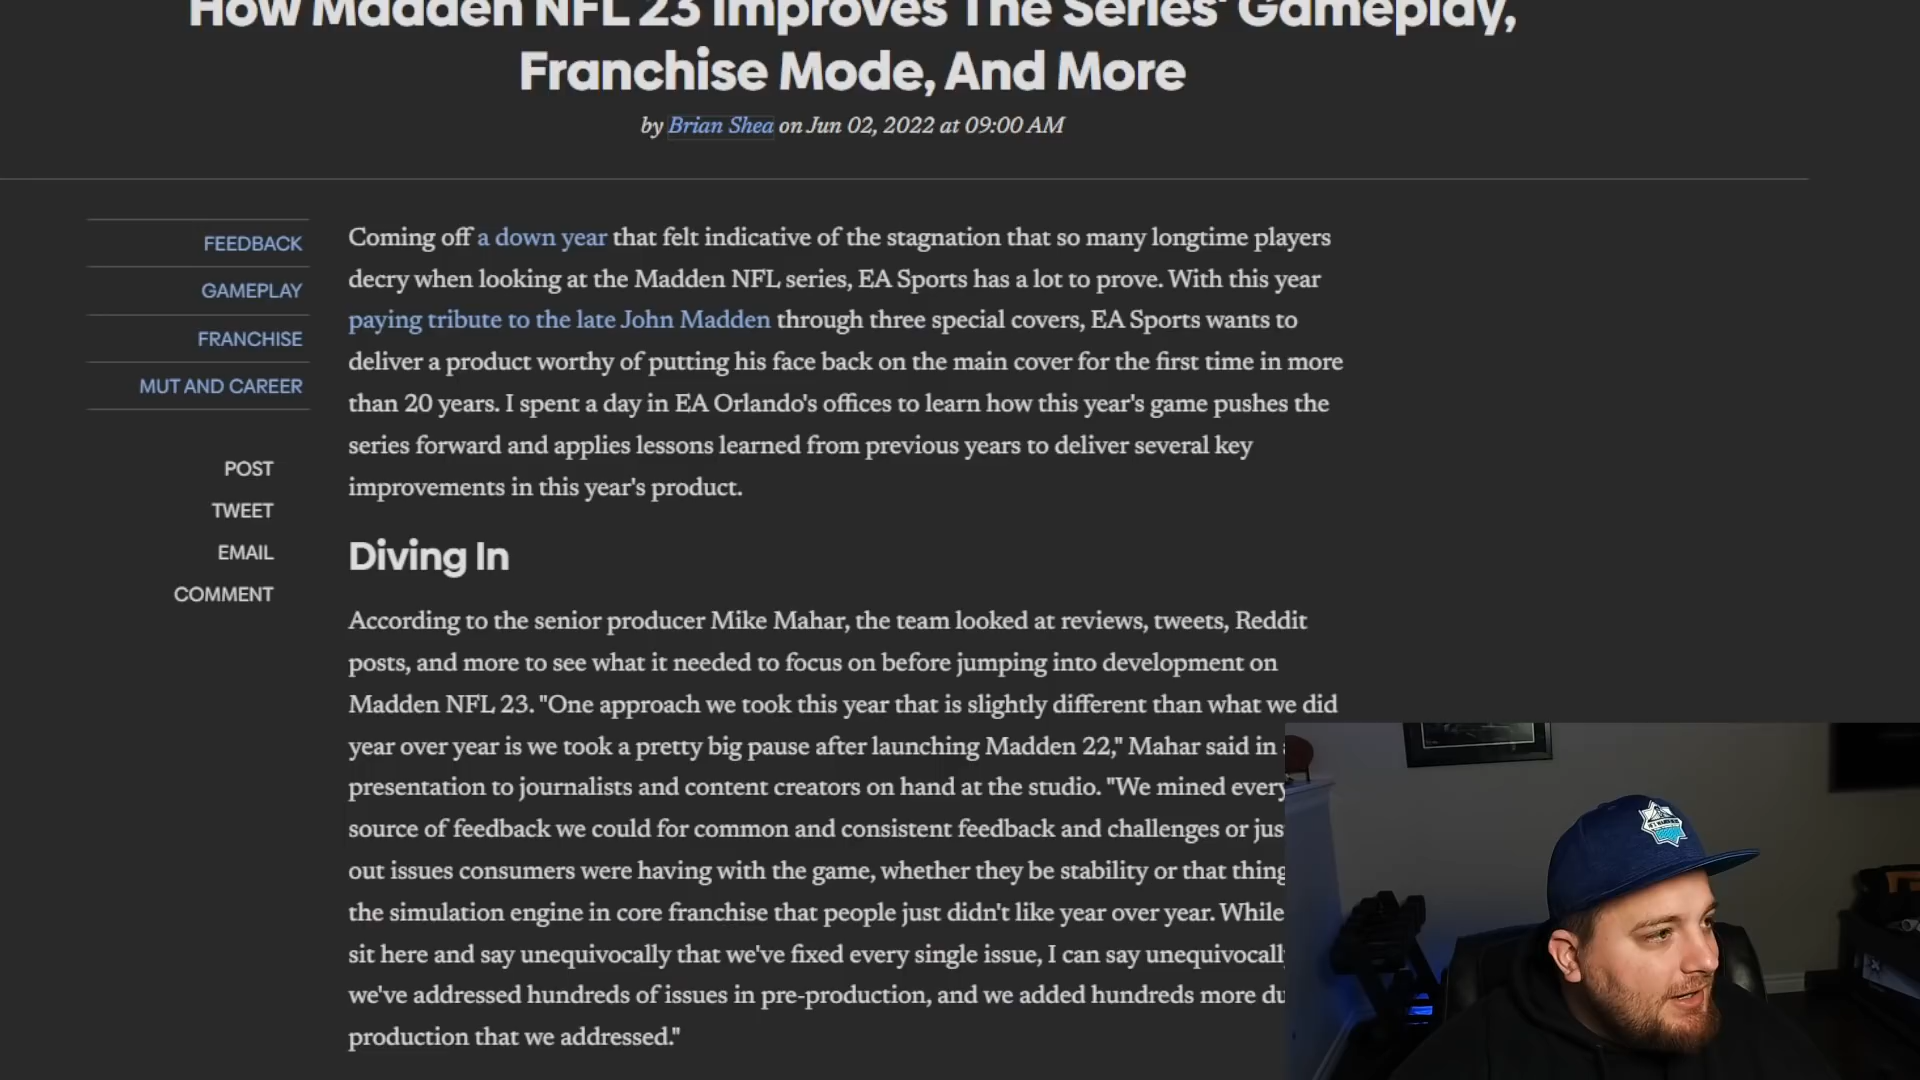 How Madden NFL 23 Improves The Series' Gameplay,
Franchise Mode, And More
by Brian Shea on Jun 02, 2022 at 09:00 AM
FEEDBACK
GAMEPLAY
FRANCHISE
MUT AND CAREER
POST
TWEET
EMAIL
COMMENT
Coming off a down year that felt indicative of the stagnation that so many longtime players
decry when looking at the Madden NFL series, EA Sports has a lot to prove. With this year
paying tribute to the late John Madden through three special covers, EA Sports wants to
deliver a product worthy of putting his face back on the main cover for the first time in more
than 20 years. I spent a day in EA Orlando's offices to learn how this year's game pushes the
series forward and applies lessons learned from previous years to deliver several key
improvements in this year's product.
Diving In
According to the senior producer Mike Mahar, the team looked at reviews, tweets, Reddit
posts, and more to see what it needed to focus on before jumping into development on
Madden NFL 23. "One approach we took this year that is slightly different than what we did
year over year is we took a pretty big pause after launching Madden 22," Mahar said in
presentation to journalists and content creators on hand at the studio. "We mined every
source of feedback we could for common and consistent feedback and challenges or jus
out issues consumers were having with the game, whether they be stability or that thing
the simulation engine in core franchise that people just didn't like year over year. While
sit here and say unequivocally that we've fixed every single issue, I can say unequivocall
we've addressed hundreds of issues in pre-production, and we added hundreds more du
production that we addressed."